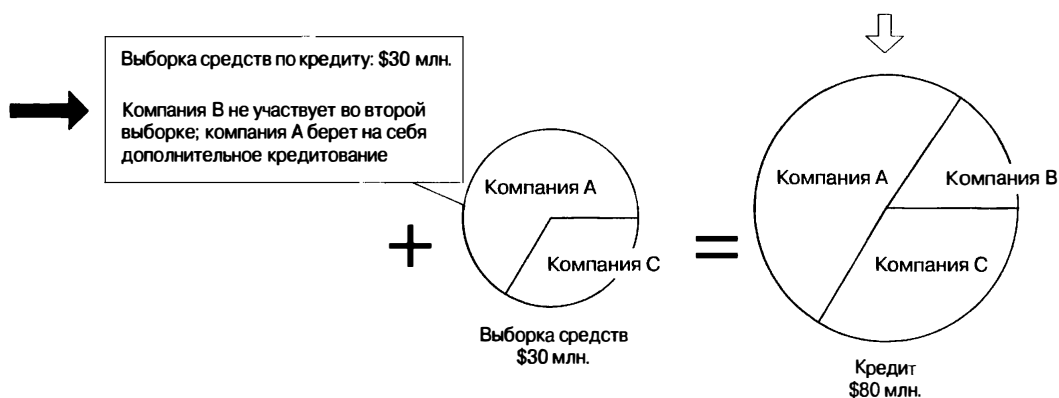 Выборка средств по кредиту: $30 млн.
Компания В не участвует во второй
выборке; компания А берет на себя
дополнительное кредитование
Компания А
Компания С
Выборка средств
$30 млн.
Компания А
Компания В
Компания С
Кредит
$80 млн.